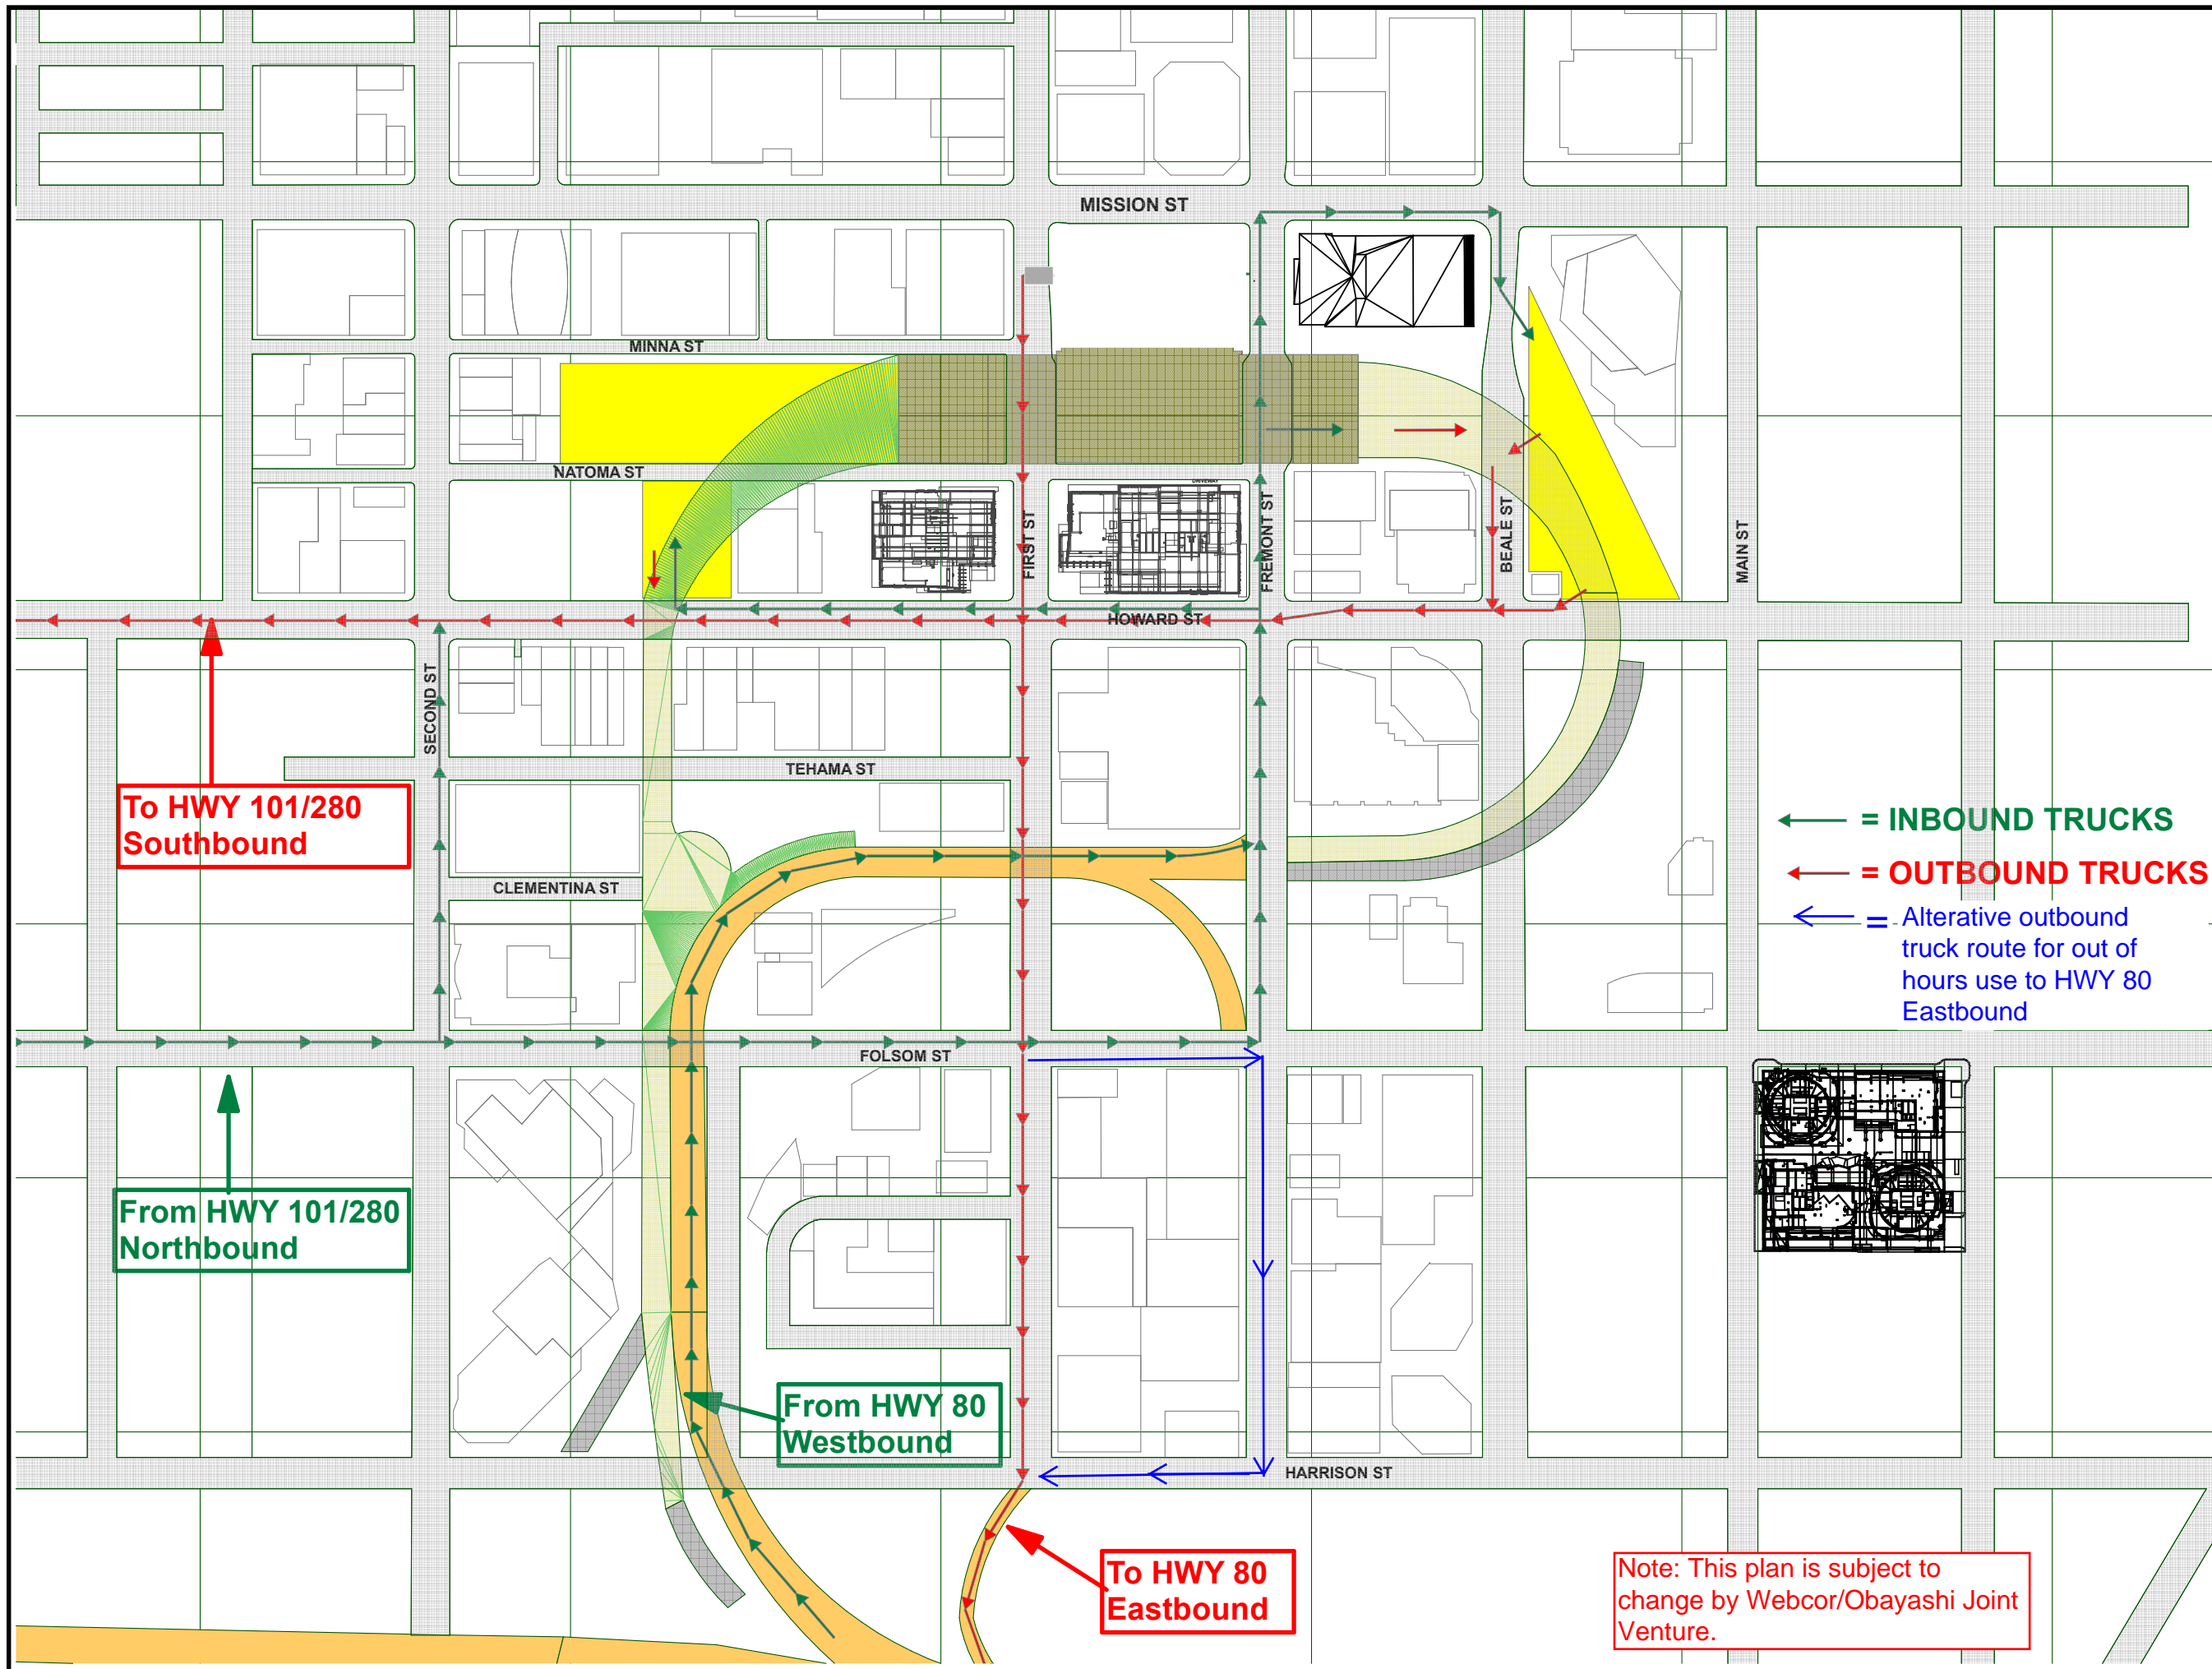 MISSION ST
MINNA ST
NATOMA ST
DRIVEWAY
FIRST ST
FREMONT ST
BEALE ST
MAIN ST
HOWARD ST
SECOND ST
TEHAMA ST
To HWY 101/280
Southbound
= INBOUND TRUCKS
= OUTBOUND TRUCKS
= Alterative outbound
truck route for out of
hours use to HWY 80
Eastbound
CLEMENTINA ST
FOLSOM ST
From HWY 101/280
Northbound
From HWY 80
Westbound
HARRISON ST
To HWY 80
Eastbound
Note: This plan is subject to
change by Webcor/Obayashi Joint
Venture.